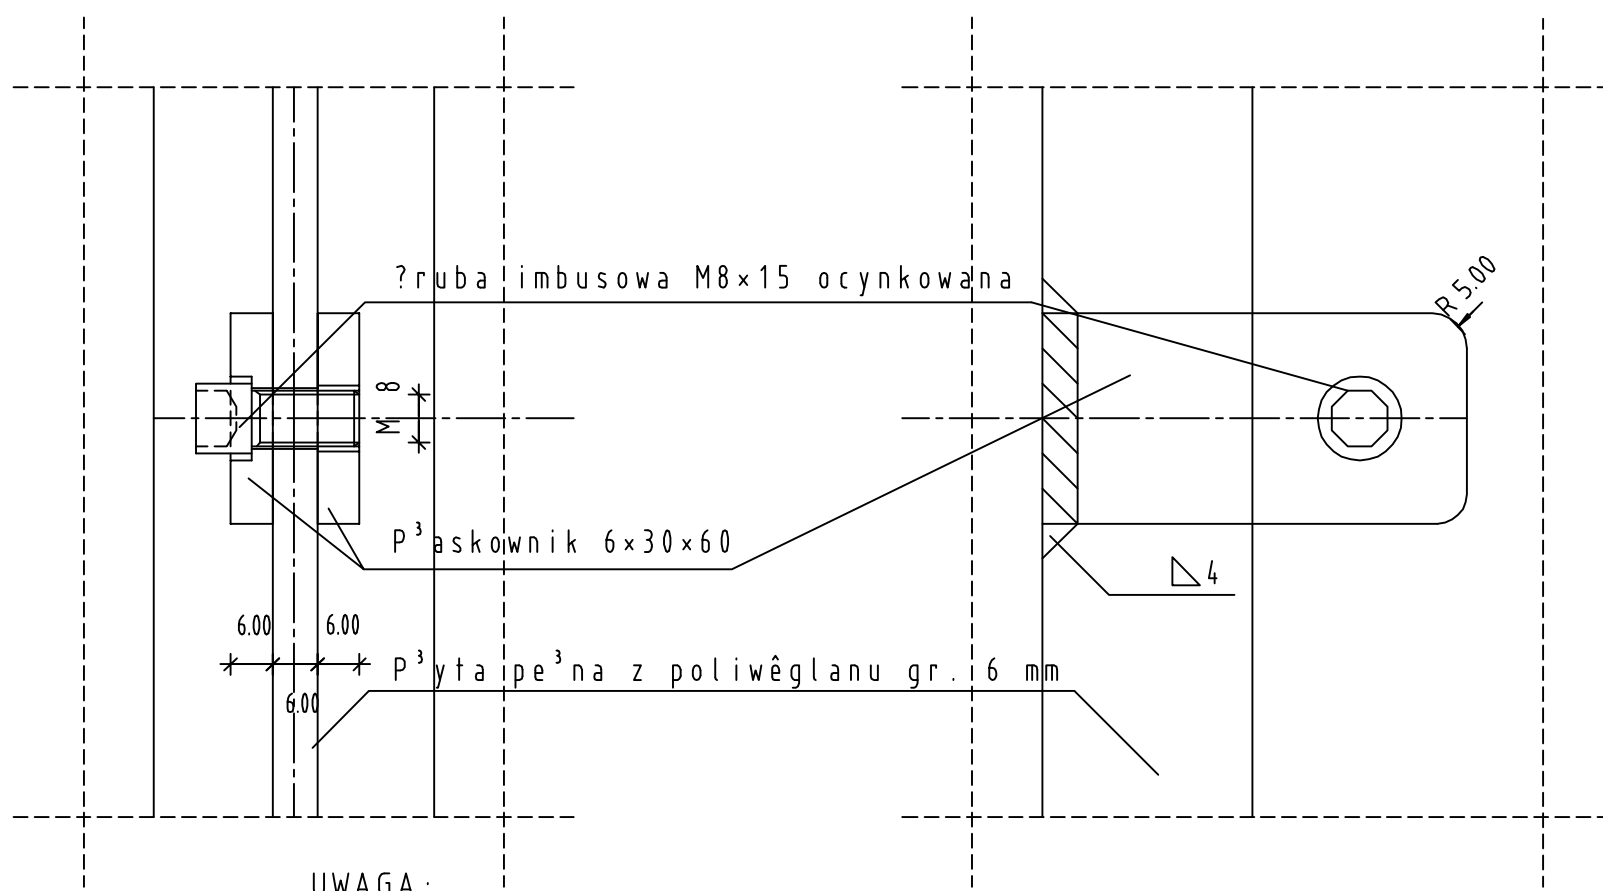 ?ruba imbusowa M8×15 ocynkowana
R 5.00
M 8
P³askownik 6×30×60
4
6.00
6.00
P³yta pe³na z poliwêglanu gr. 6 mm
6.00
UWAGA: